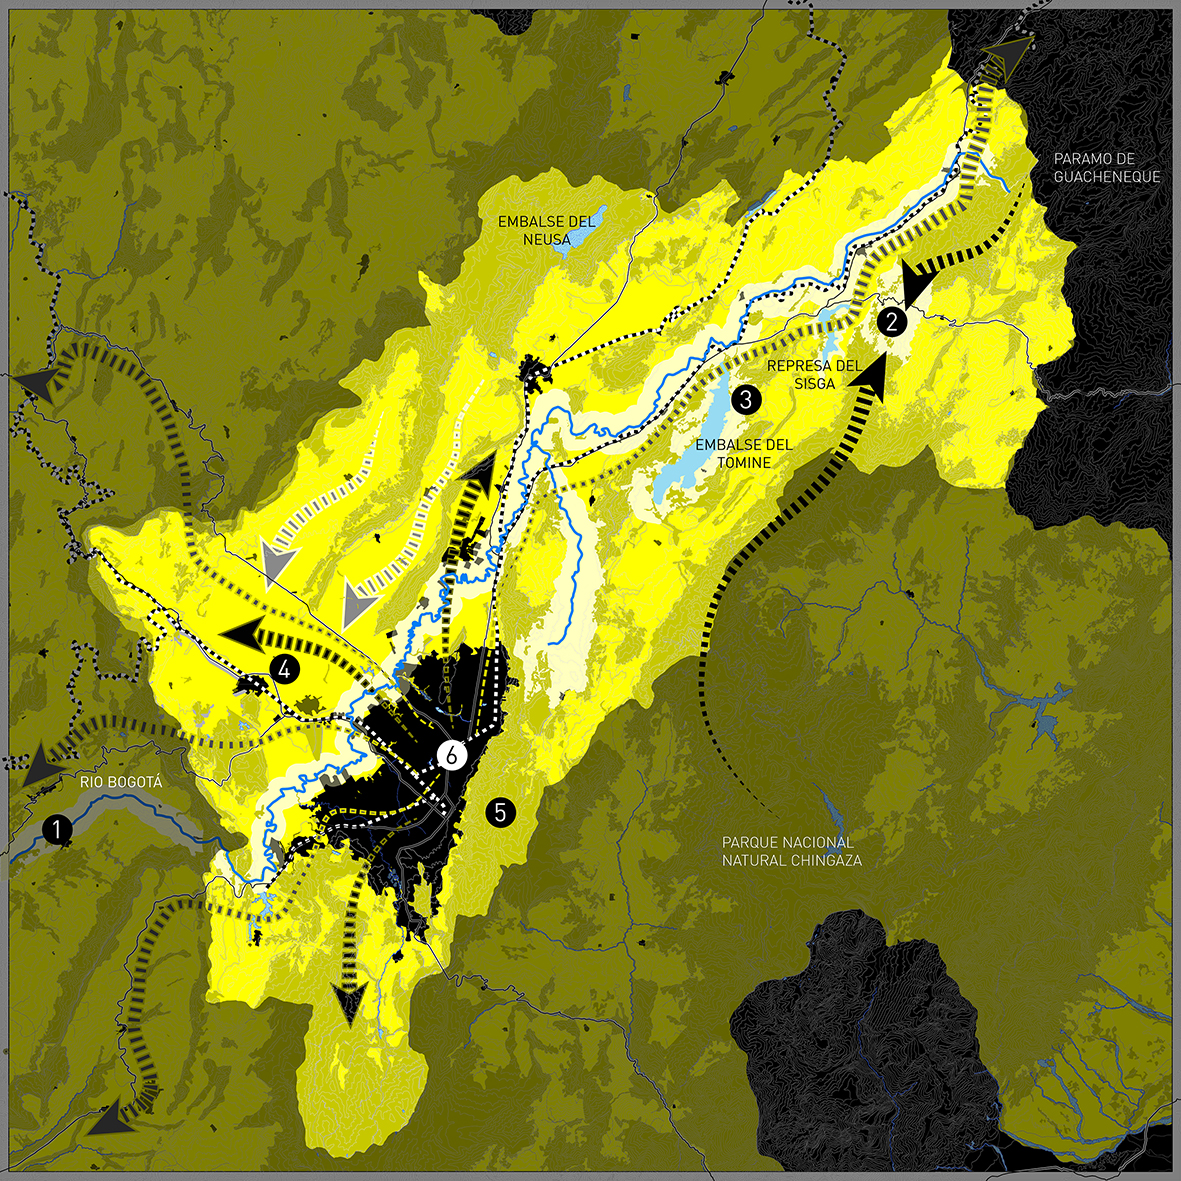 PARAMO DE
GUACHENEQUE
EMBALSE DEL
NEUSA
2
REPRESA DEL
SISGA
3
EMBALSE DEL
TOMINE
4
6
RIO BOGOTÁ
1
5
PARQUE NACIONAL
NATURAL CHINGAZA